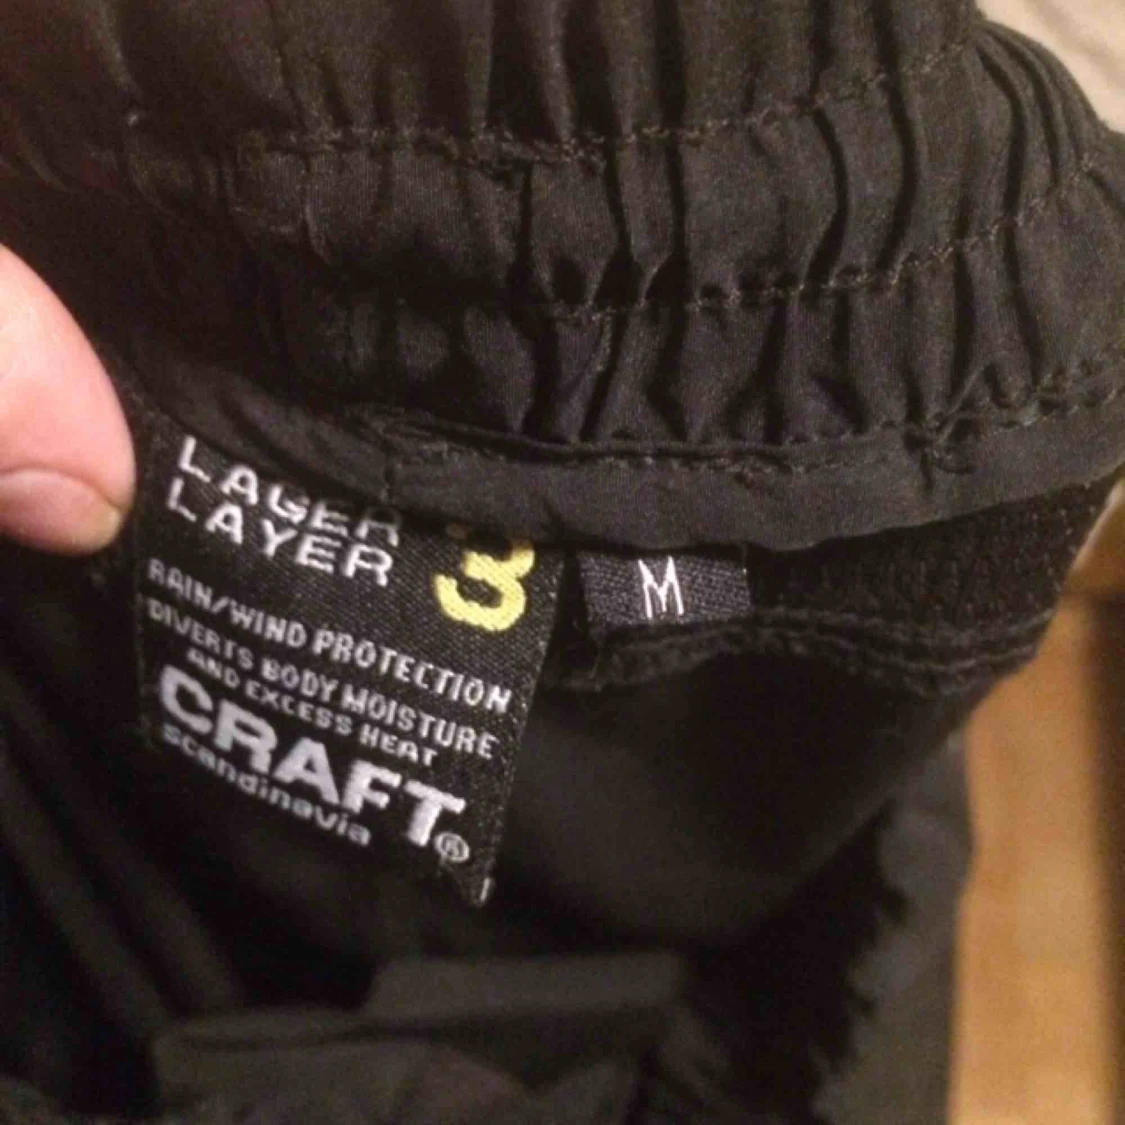 LAGER
LAYER 3
M
RAIN/WIND PROTECTION
DIVERTS BODY MOISTURE
AND EXCESS HEAT
CRAFT®
scandinavia